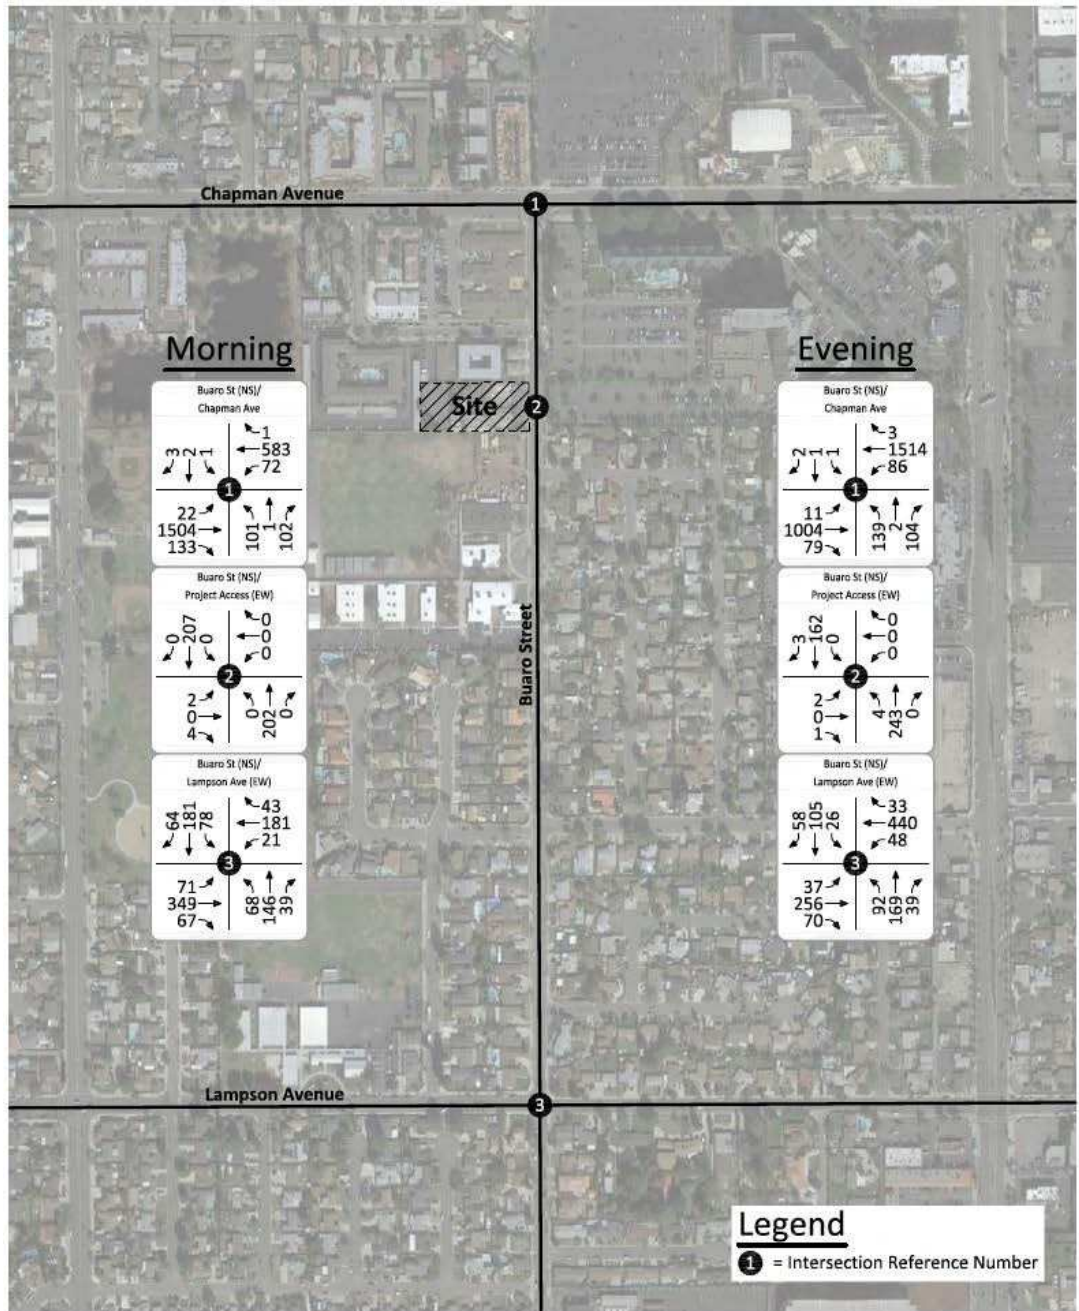 Chapman Avenue
1
Morning
Buaro St (NS)/
Chapman Ave
3 2 1
1
583
72
1
22
1504
133
101 1 102
Buaro St (NS)/
Project Access (EW)
0 207 0
0
0
0
2
2
0
4
0 202 0
Buaro St (NS)/
Lampson Ave (EW)
64 181 78
43
181
21
3
71
349
67
68 146 39
Site
2
Evening
Buaro St (NS)/
Chapman Ave
2 1 1
3
1514
86
1
11
1004
79
139 2 104
Buaro St (NS)/
Project Access (EW)
3 162 0
0
0
0
2
2
0
1
4 243 0
Buaro St (NS)/
Lampson Ave (EW)
58 105 26
33
440
48
3
37
256
70
92 169 39
Buaro Street
Lampson Avenue
3
Legend
1 = Intersection Reference Number